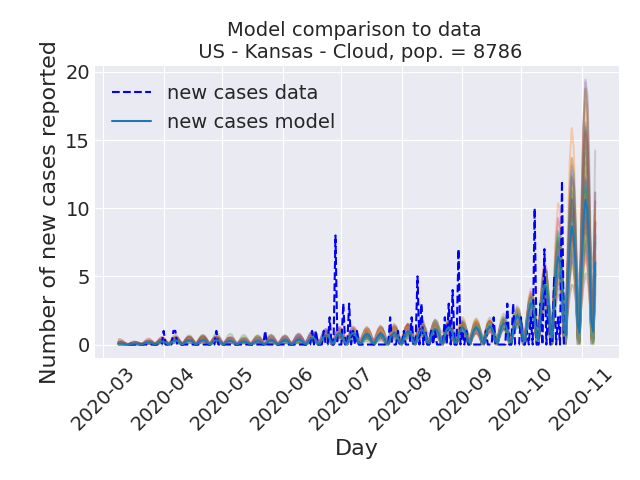 Model comparison to data
US - Kansas - Cloud, pop. = 8786
Number of new cases reported
20
15
10
5
0
new cases data
new cases model
2020-03
2020-04
2020-05
2020-06
2020-07
2020-08
2020-09
2020-10
2020-11
Day